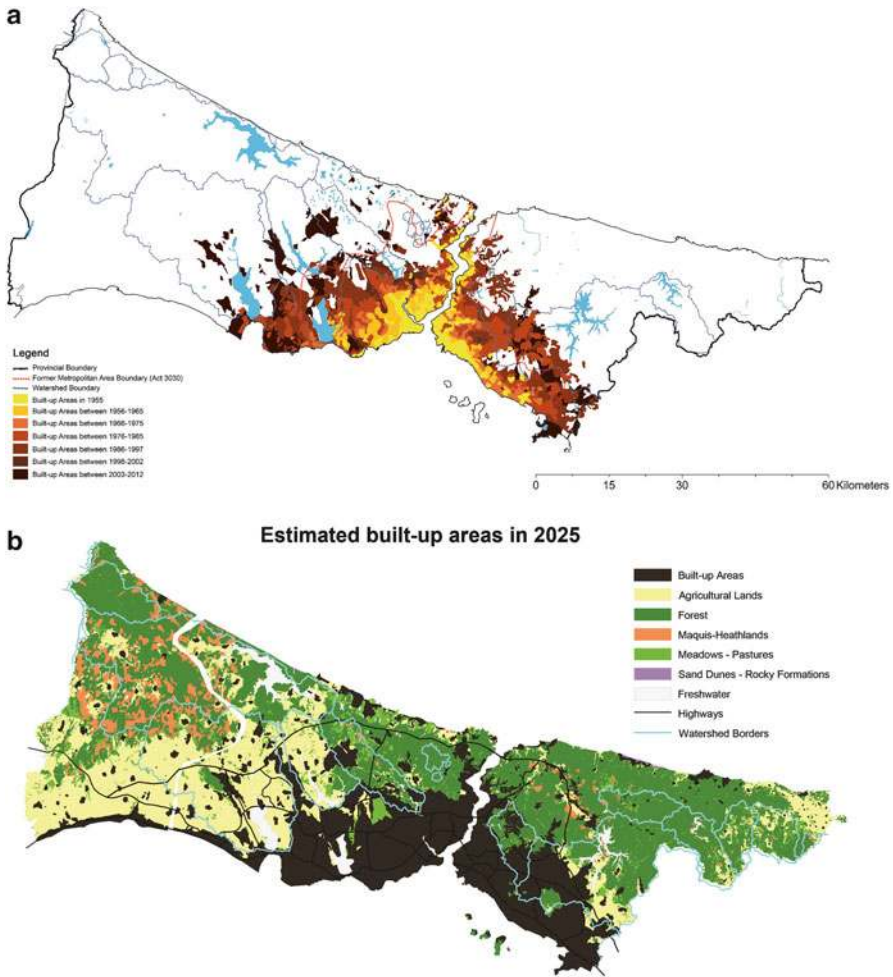 a
Legend
Provincial Boundary
Former Metropolitan Area Boundary (Act 3030)
Watershed Boundary
Built-up Areas in 1955
Built-up Areas between 1956-1965
Built-up Areas between 1966-1975
Built-up Areas between 1976-1985
Built-up Areas between 1986-1997
Built-up Areas between 1998-2002
Built-up Areas between 2003-2012
0 15 30 60 Kilometers
b
Estimated built-up areas in 2025
Built-up Areas
Agricultural Lands
Forest
Maquis-Heathlands
Meadows - Pastures
Sand Dunes - Rocky Formations
Freshwater
Highways
Watershed Borders